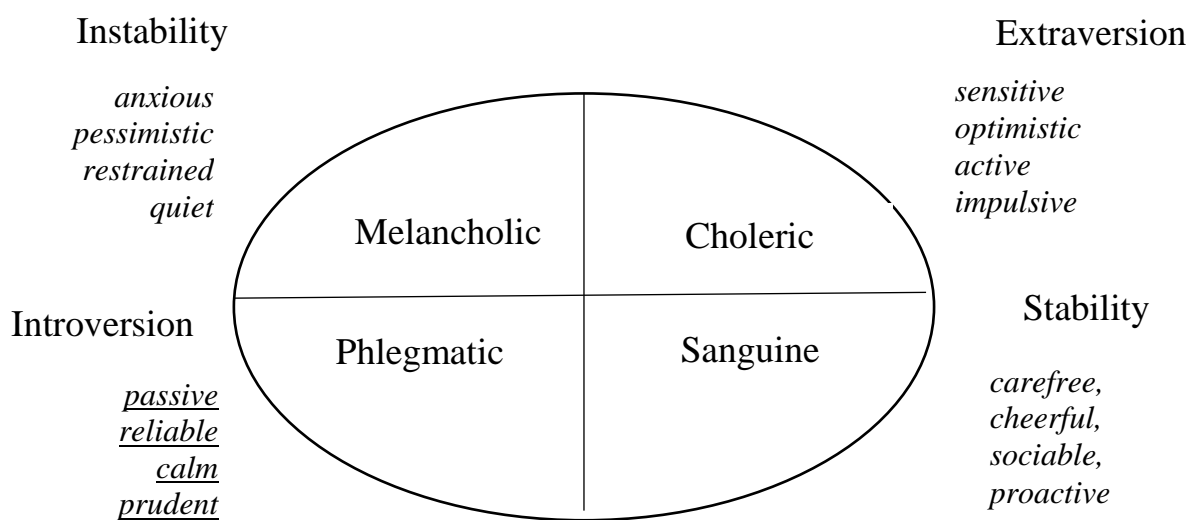 Instability
anxious
pessimistic
restrained
quiet
Extraversion
sensitive
optimistic
active
impulsive
Melancholic
Choleric
Introversion
passive
reliable
calm
prudent
Phlegmatic
Sanguine
Stability
carefree,
cheerful,
sociable,
proactive